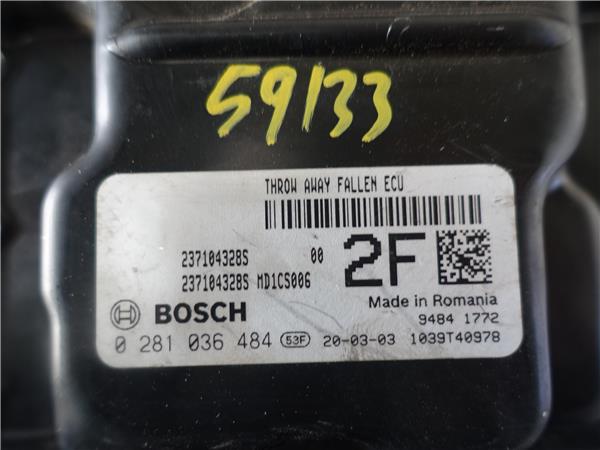 59133
THROW AWAY FALLEN ECU
237104328S 00 2F
237104328S MD1CS006
BOSCH Made in Romania
9484 1772
0 281 036 484 53F 20-03-03 1039T40978